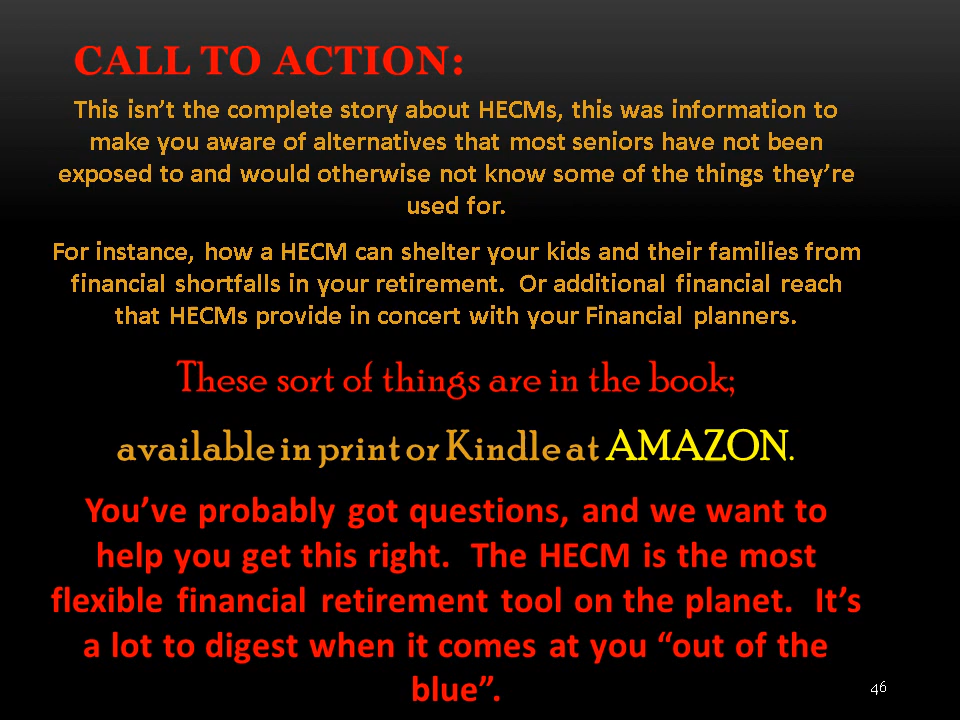 CALL TO ACTION:
This isn’t the complete story about HECMs, this was information to
make you aware of alternatives that most seniors have not been
exposed to and would otherwise not know some of the things they’re
used for.
For instance, how a HECM can shelter your kids and their families from
financial shortfalls in your retirement.  Or additional financial reach
that HECMs provide in concert with your Financial planners.
These sort of things are in the book;
available in print or Kindle at AMAZON.
You’ve probably got questions, and we want to
help you get this right.  The HECM is the most
flexible financial retirement tool on the planet.  It’s
a lot to digest when it comes at you “out of the
blue”.
46